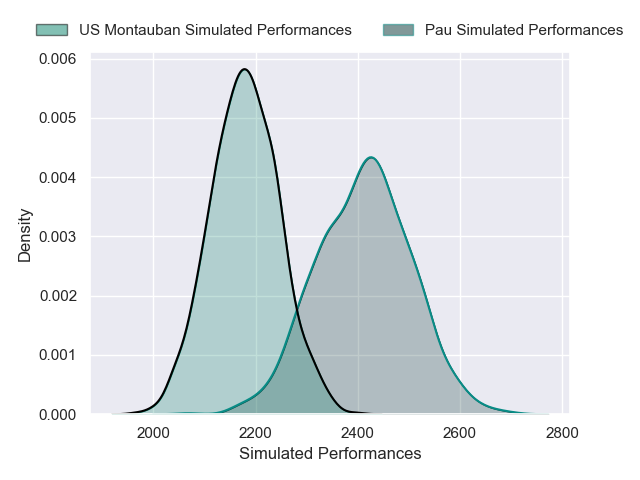 US Montauban Simulated Performances Pau Simulated Performances
0.006
0.005
0.004
0.003
0.002
0.001
0.000
Density
2000 2200 2400 2600 2800
Simulated Performances